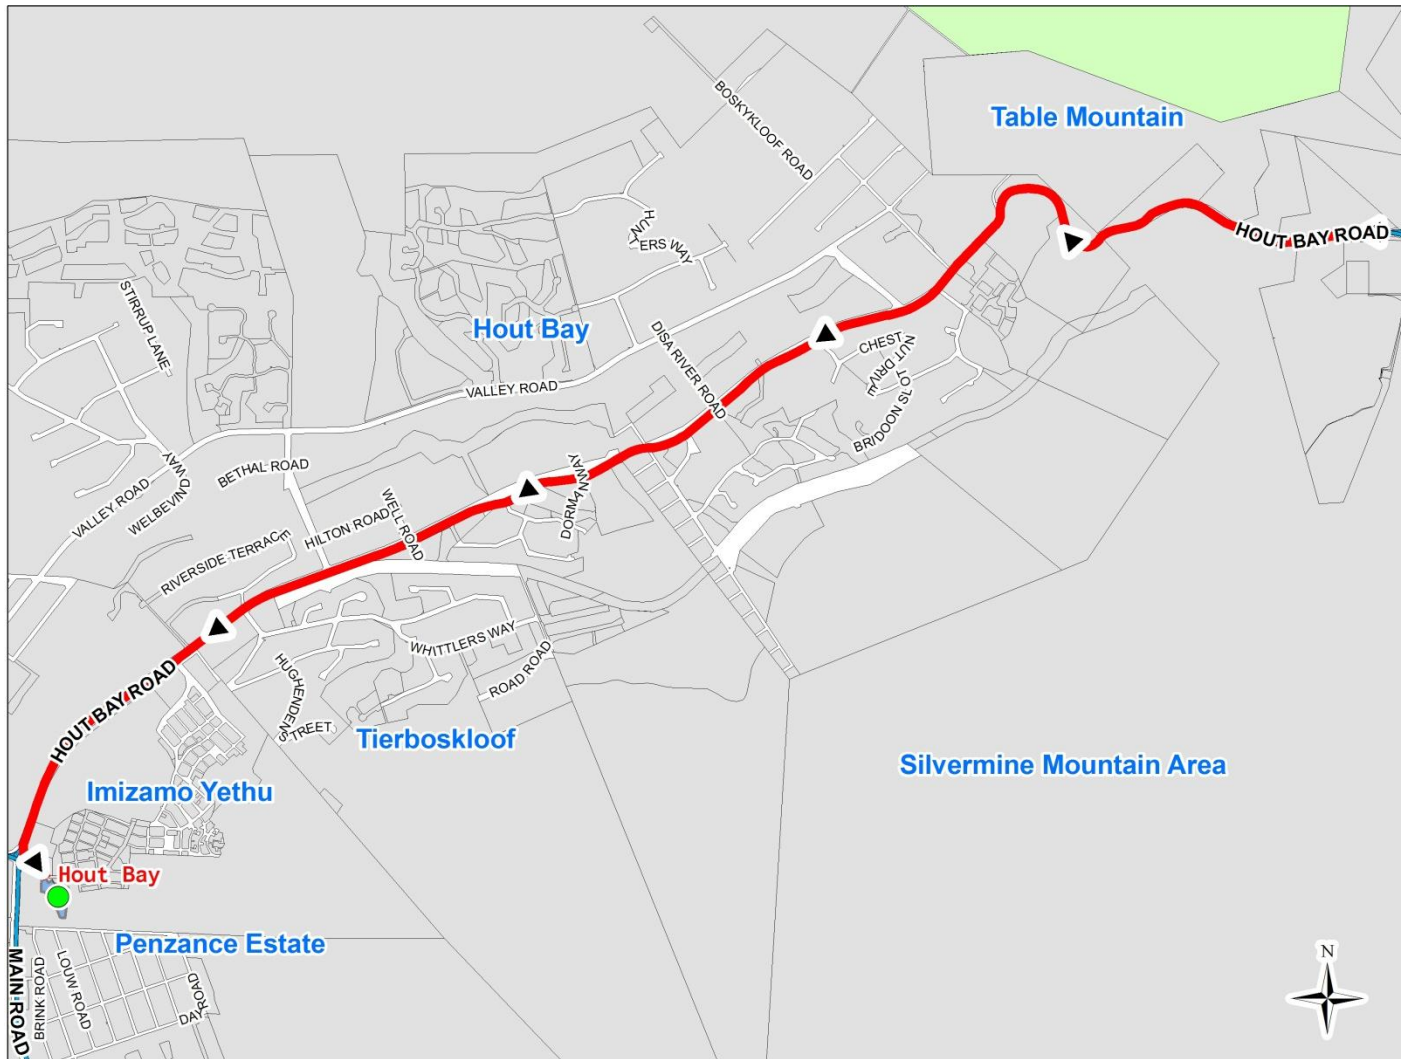 Table Mountain
BOSKYKLOOF ROAD
HOUT BAY ROAD
HUNTERS WAY
STIRRUP LANE
Hout Bay
DISA RIVER ROAD
CHESTNUT DRIVE
VALLEY ROAD
BRIDOON SLOT
BETHAL ROAD
WELBEVIND WAY
VALLEY ROAD
DORMAN WAY
WELL ROAD
HILTON ROAD
RIVERSIDE TERRACE
WHITTLERS WAY
ROAD ROAD
HUGHENDEN STREET
HOUT BAY ROAD
Tierboskloof
Silvermine Mountain Area
Imizamo Yethu
Hout Bay
Penzance Estate
MAIN ROAD
BRINK ROAD
LOUW ROAD
DAY ROAD
N